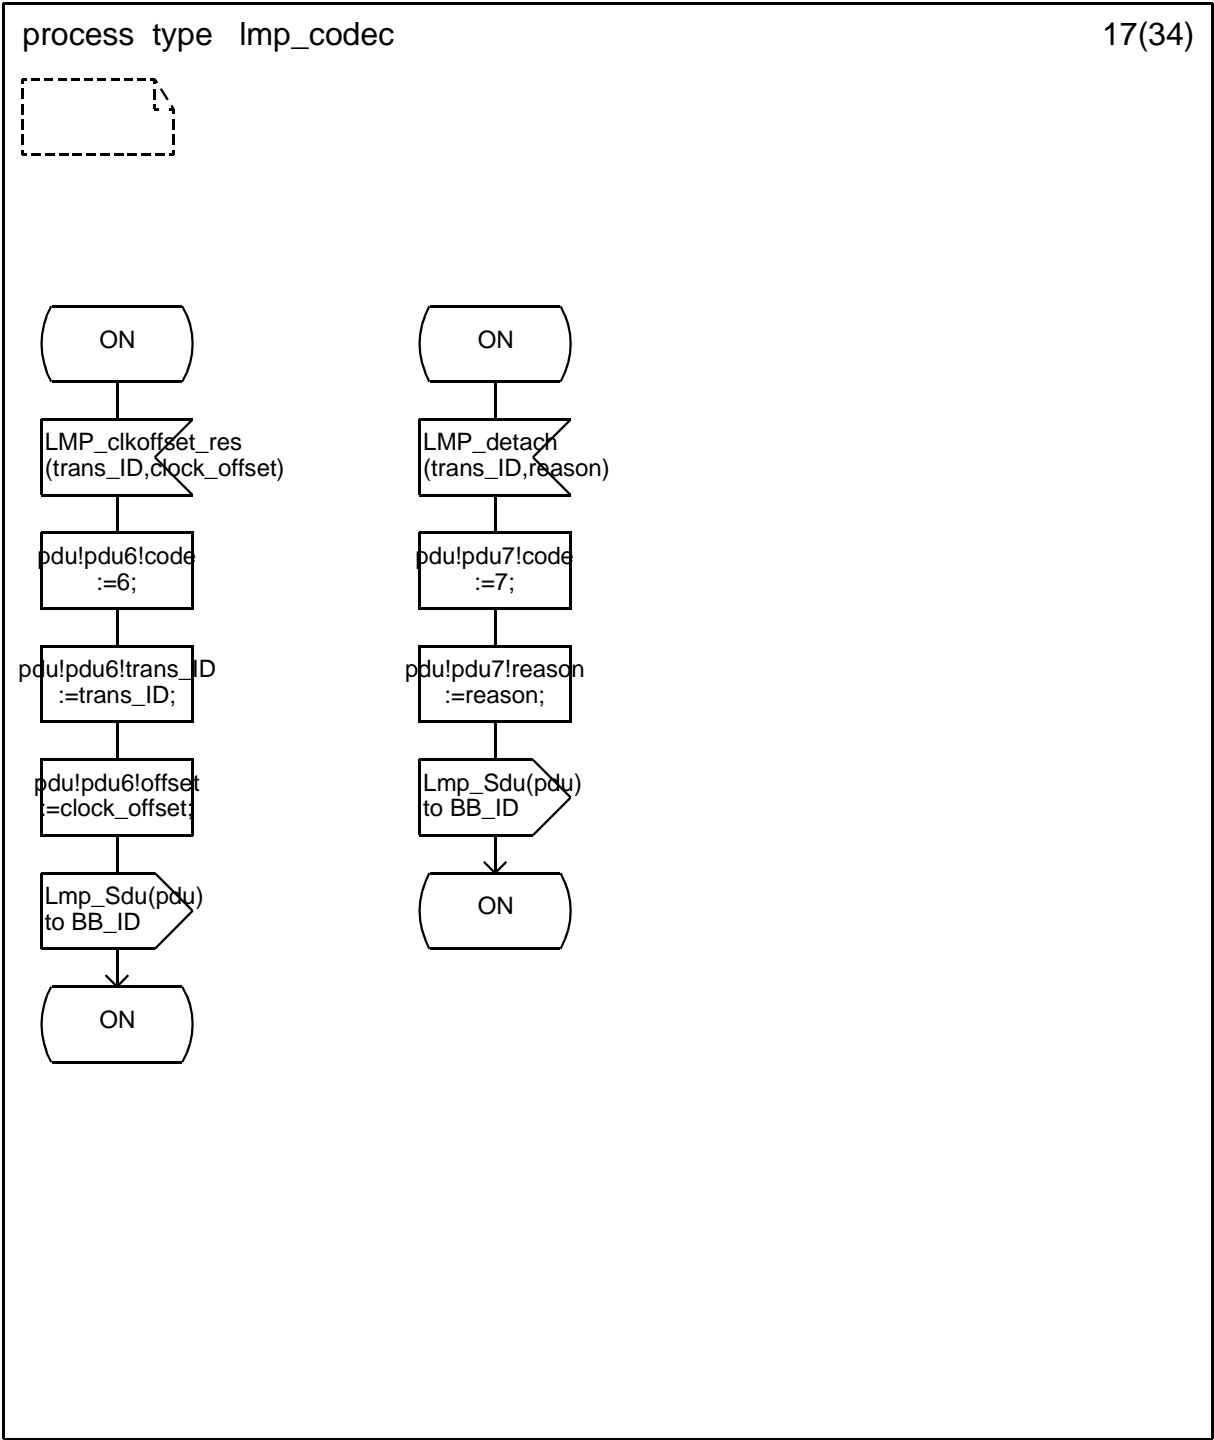 process type lmp_codec
17(34)
ON
LMP_clkoffset_res
(trans_ID,clock_offset)
pdu!pdu6!code
:=6;
pdu!pdu6!trans_ID
:=trans_ID;
pdu!pdu6!offset
:=clock_offset;
Lmp_Sdu(pdu)
to BB_ID
ON
ON
LMP_detach
(trans_ID,reason)
pdu!pdu7!code
:=7;
pdu!pdu7!reason
:=reason;
Lmp_Sdu(pdu)
to BB_ID
ON